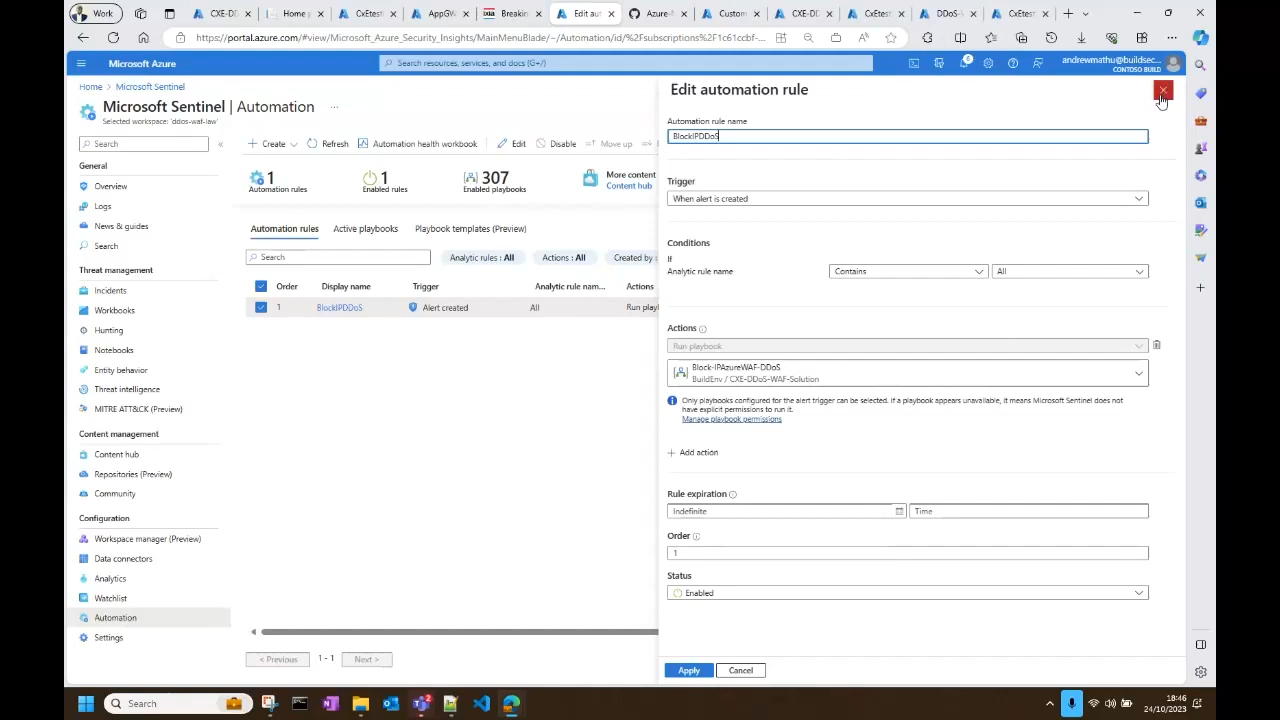 Work
CXE-DD
Home
CxEtesti
AppGW
Breakin
Edit aut
Azure-N
Custom
CXE-DD
CxEtest
DDoS-
CxEtest
https://portal.azure.com/#view/Microsoft_Azure_Security_Insights/MainMenuBlade/~/Automation/id/%2Fsubscriptions%2F1c61ccbf-...
Microsoft Azure
Search resources, services, and docs (G+/)
6
andrewmathu@buildsec...
CONTOSO BUILD
Home > Microsoft Sentinel
Microsoft Sentinel | Automation ...
Selected workspace: 'ddos-waf-law'
Search
«
General
Overview
Logs
News & guides
Search
Threat management
Incidents
Workbooks
Hunting
Notebooks
Entity behavior
Threat intelligence
MITRE ATT&CK (Preview)
Content management
Content hub
Repositories (Preview)
Community
Configuration
Workspace manager (Preview)
Data connectors
Analytics
Watchlist
Automation
Settings
Create
Refresh
Automation health workbook
Edit
Disable
Move up
1
Automation rules
1
Enabled rules
307
Enabled playbooks
More content
Content hub
Automation rules
Active playbooks
Playbook templates (Preview)
Search
Analytic rules : All
Actions : All
Created by :
Order
Display name
Trigger
Analytic rule nam...
Actions
1
BlockIPDDoS
Alert created
All
Run playl
< Previous
1 - 1
Next >
Edit automation rule
Automation rule name
BlockIPDDoS
Trigger
When alert is created
Conditions
If
Analytic rule name
Contains
All
Actions
Run playbook
Block-IPAzureWAF-DDoS
BuildEnv / CXE-DDoS-WAF-Solution
Only playbooks configured for the alert trigger can be selected. If a playbook appears unavailable, it means Microsoft Sentinel does not
have explicit permissions to run it.
Manage playbook permissions
Add action
Rule expiration
Indefinite
Time
Order
1
Status
Enabled
Apply
Cancel
Search
2
18:46
24/10/2023